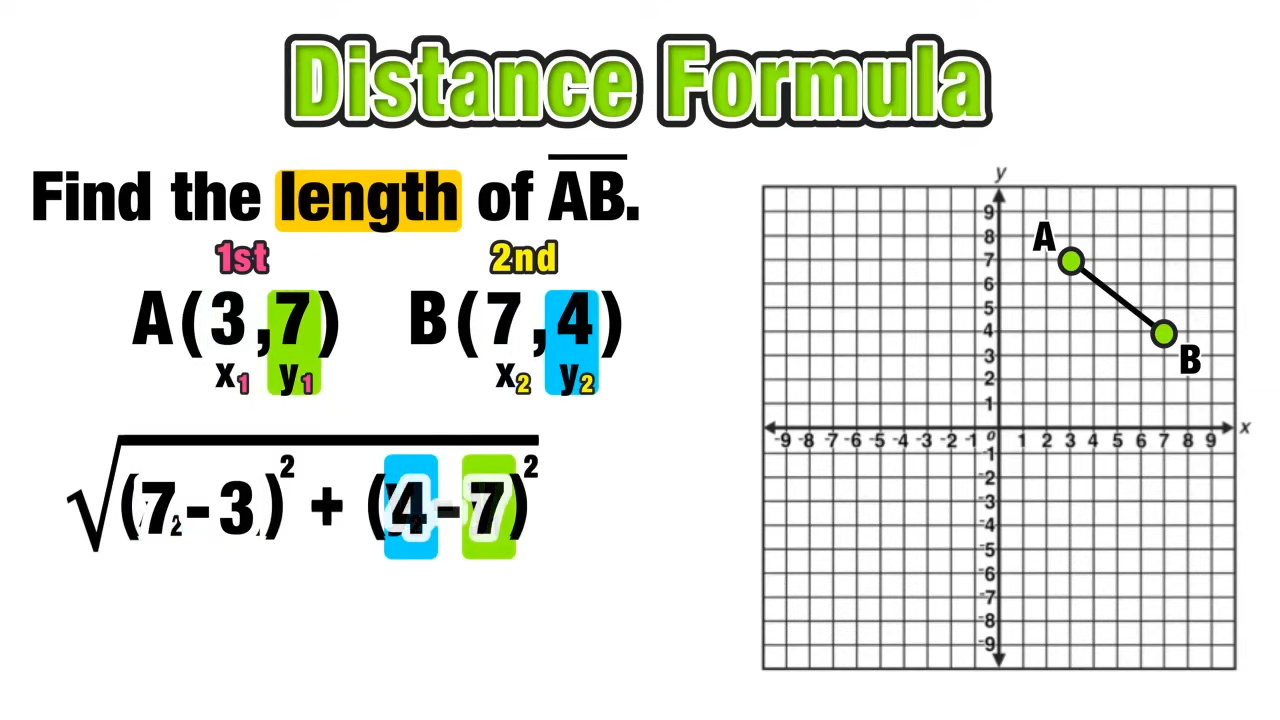 Distance Formula
Find the length of AB.
1st 2nd
A(3,7) B(7,4)
x1 y1 x2 y2
√(7-3)² + (4-7)²
y
9
8
7
6
5
4
3
2
1
-9 -8 -7 -6 -5 -4 -3 -2 -1 0 1 2 3 4 5 6 7 8 9 x
-1
-2
-3
-4
-5
-6
-7
-8
-9
A
B